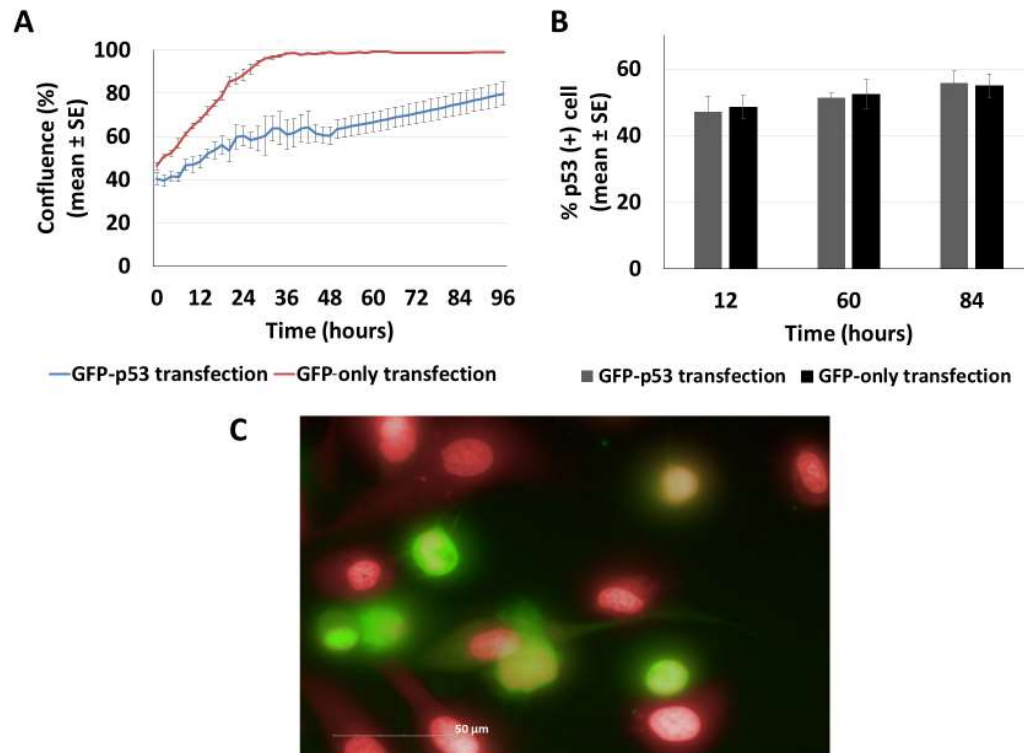 A
Confluence (%)
(mean ± SE)
100
80
60
40
20
0
0 12 24 36 48 60 72 84 96
Time (hours)
GFP-p53 transfection GFP-only transfection
B
% p53 (+) cell
(mean ± SE)
60
40
20
0
12 60 84
Time (hours)
GFP-p53 transfection GFP-only transfection
C
50 µm